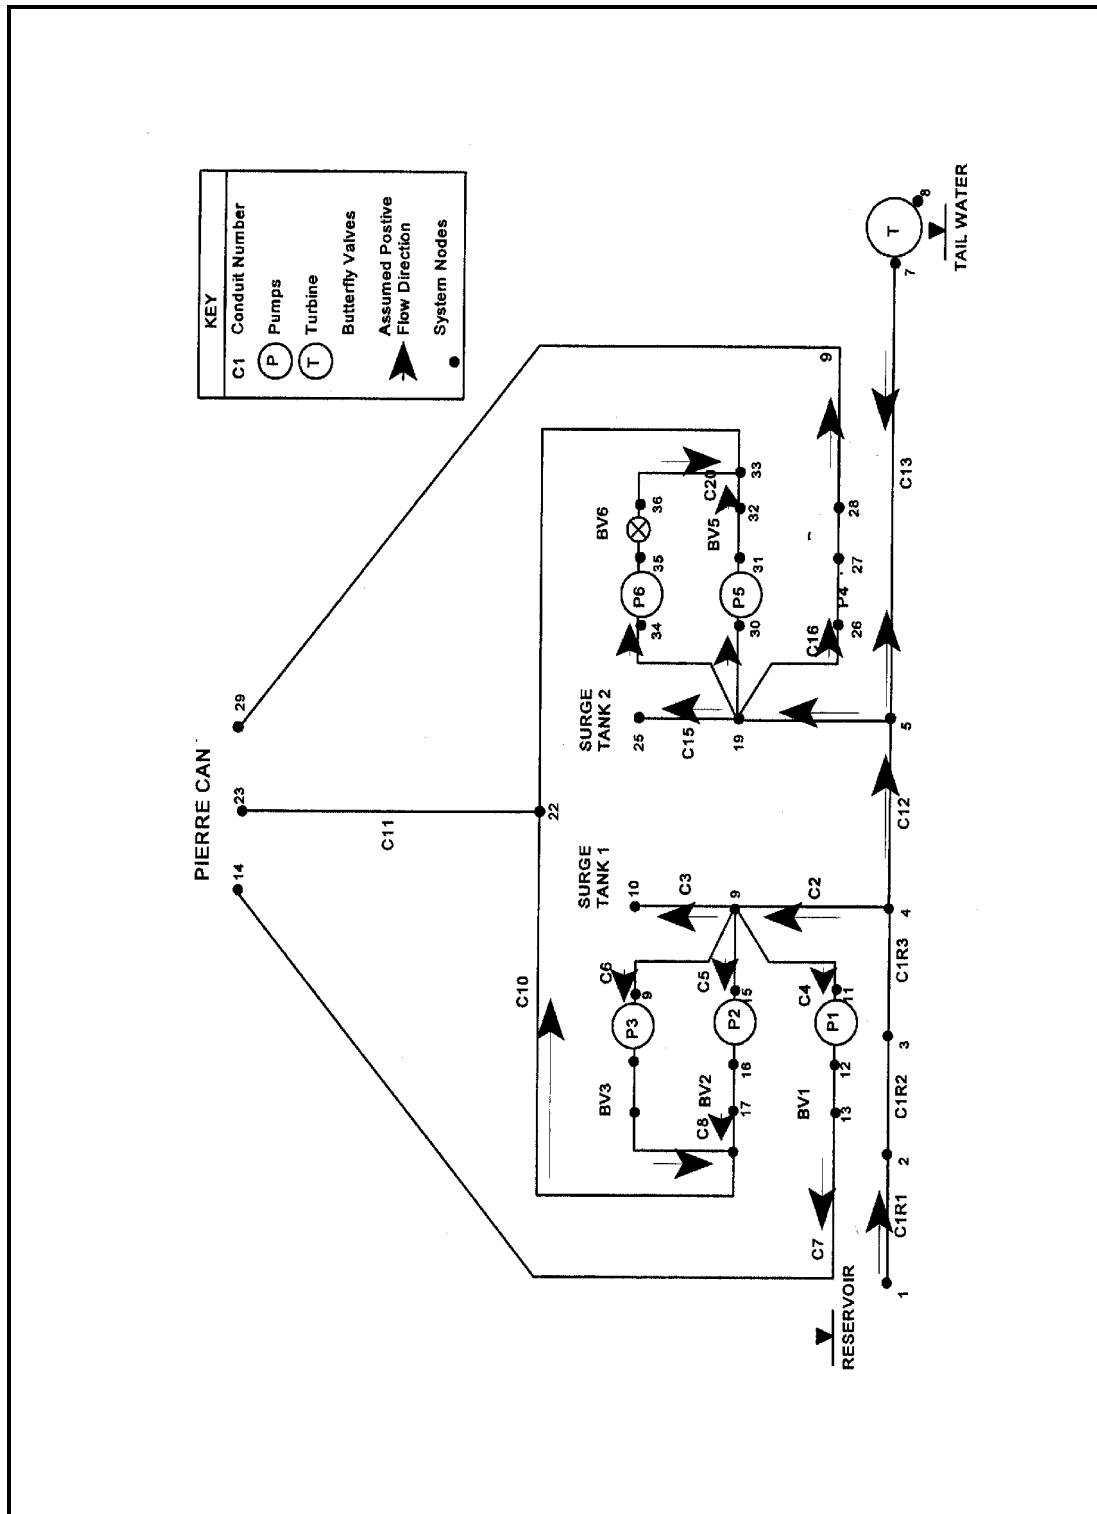 KEY
C1 Conduit Number
P Pumps
T Turbine
Butterfly Valves
Assumed Postive
Flow Direction
System Nodes
PIERRE CAN
14
23
29
C11
22
C10
SURGE
TANK 1
10
C3
9
C2
4
SURGE
TANK 2
25
C15
19
5
C6
9
P3
BV3
C5
15
P2
16
BV2
17
C8
C4
11
P1
12
BV1
13
C7
34
P6
35
BV6
36
C20
33
30
P5
31
BV5
32
C16
26
P4
27
28
9
RESERVOIR
1
C1R1
2
C1R2
3
C1R3
C12
C13
7
T
8
TAIL WATER